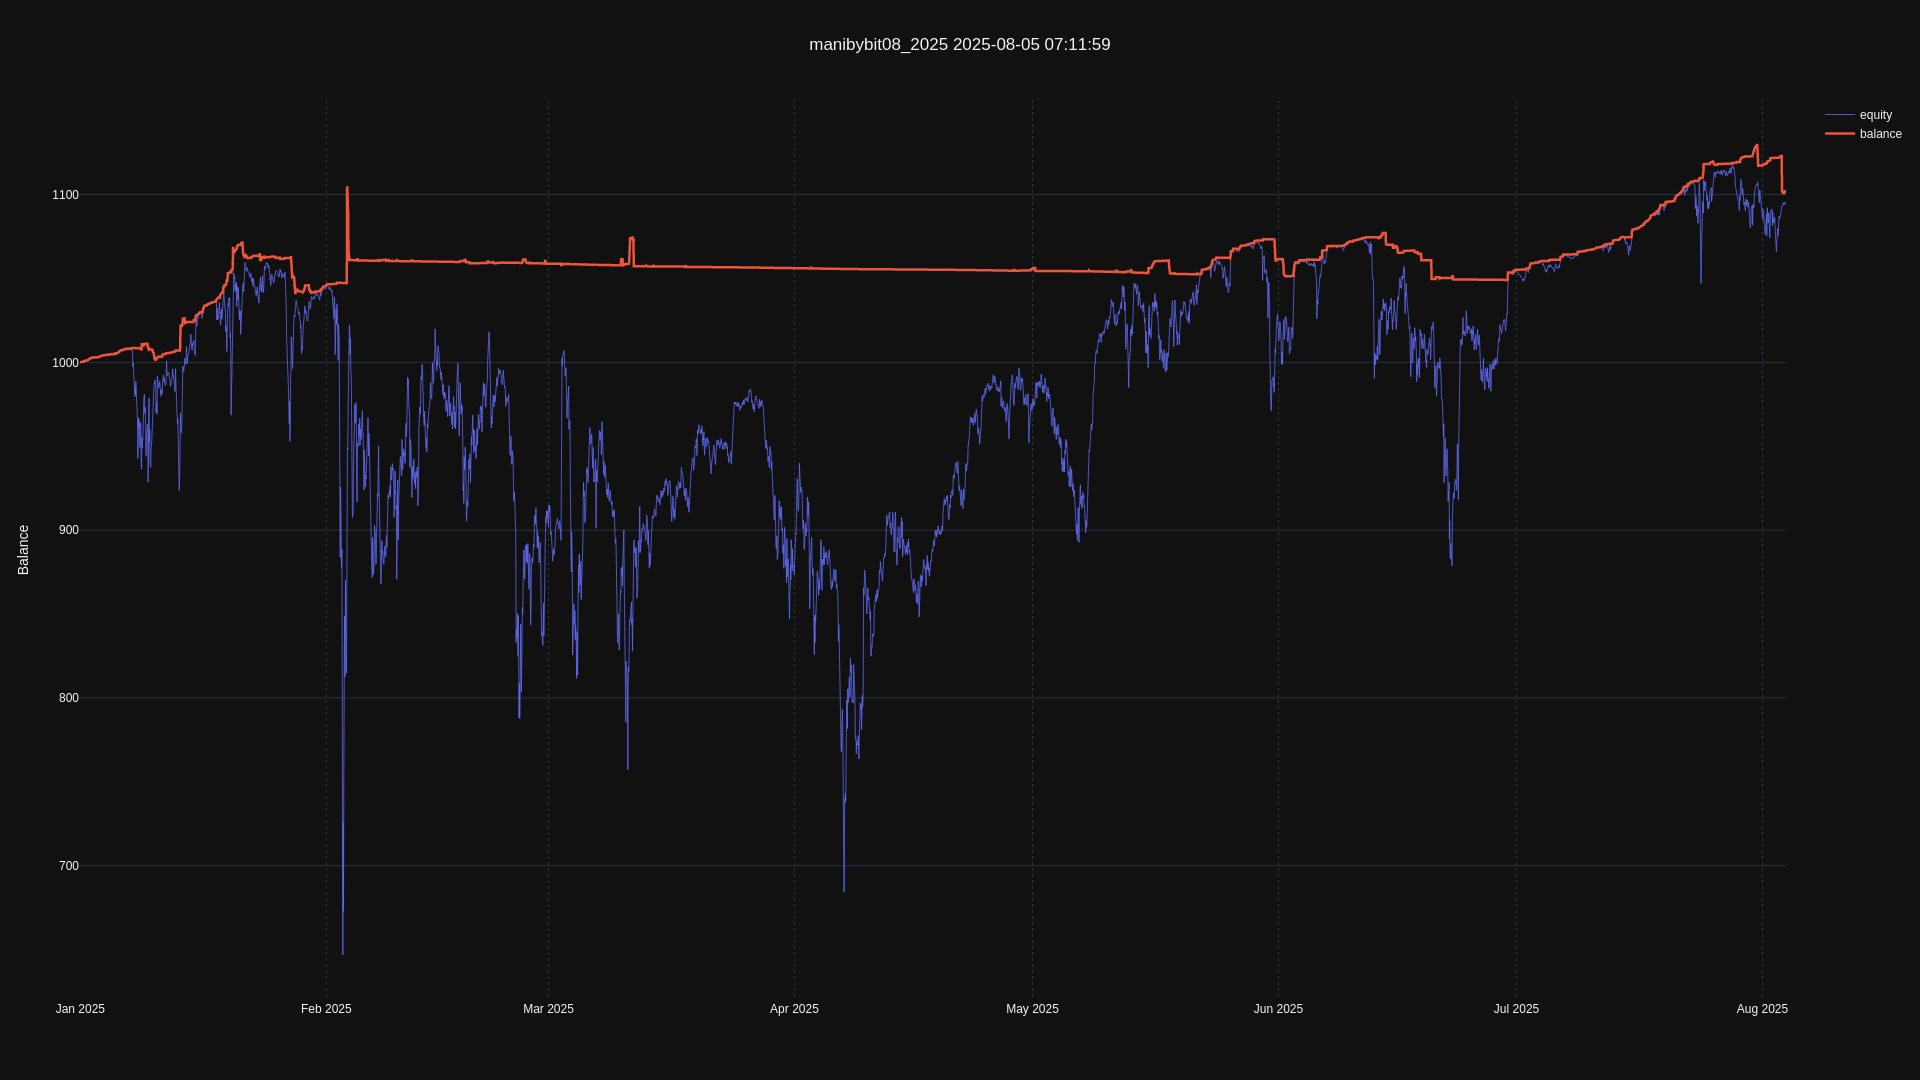 manibybit08_2025 2025-08-05 07:11:59
equity
balance
1100
1000
900
800
700
Balance
Jan 2025
Feb 2025
Mar 2025
Apr 2025
May 2025
Jun 2025
Jul 2025
Aug 2025